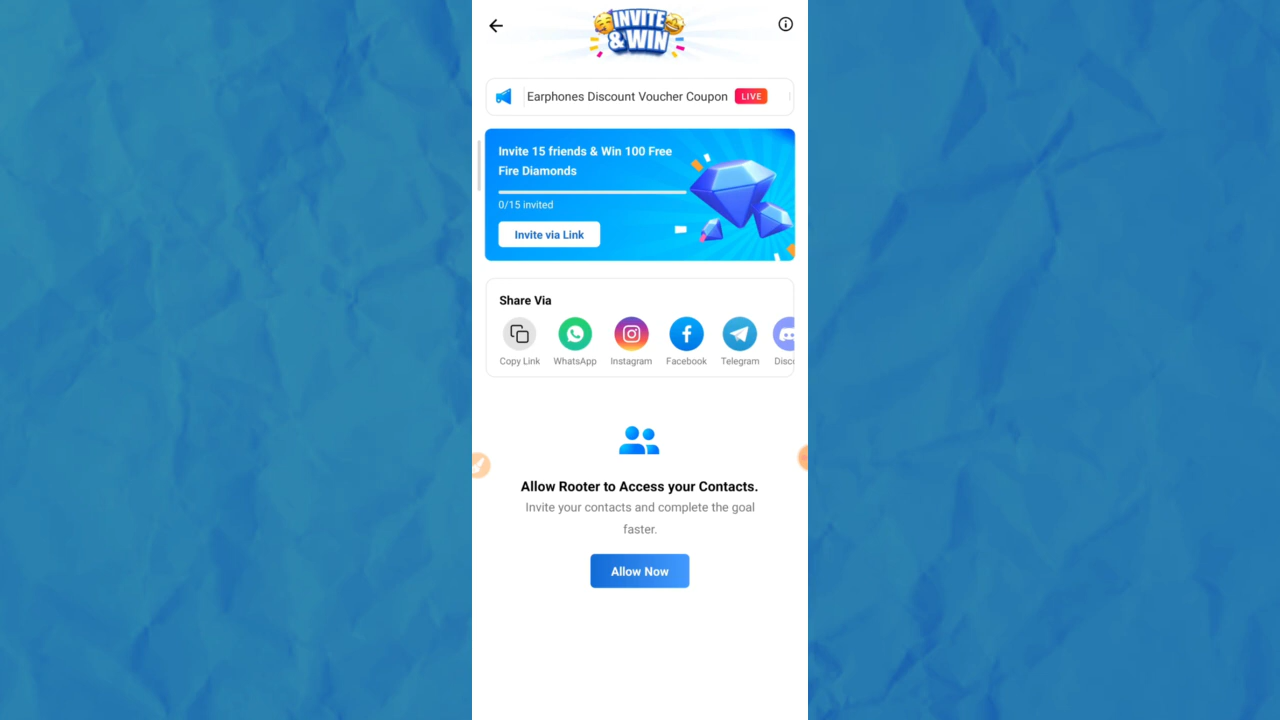 INVITE
& WIN
Earphones Discount Voucher Coupon LIVE
Invite 15 friends & Win 100 Free
Fire Diamonds
0/15 invited
Invite via Link
Share Via
Copy Link WhatsApp Instagram Facebook Telegram Disco
Allow Rooter to Access your Contacts.
Invite your contacts and complete the goal
faster.
Allow Now